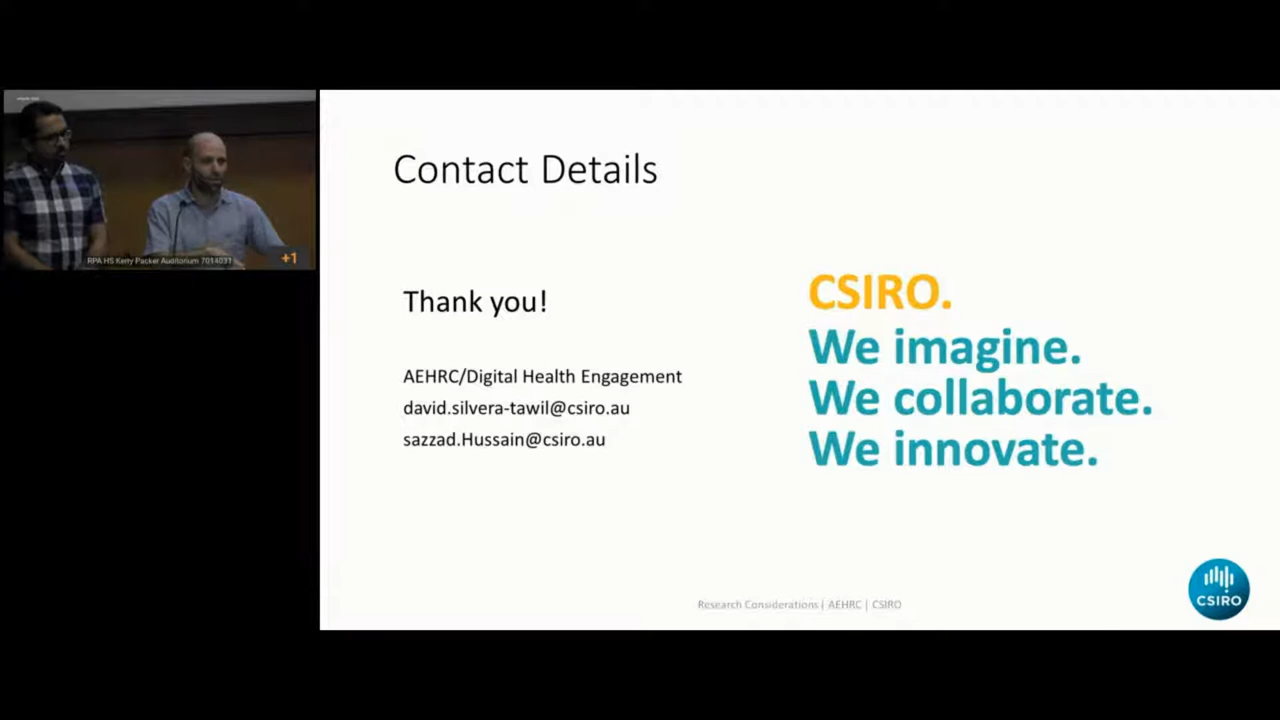 RPA HS Kerry Packer Auditorium 7014031
+1
Contact Details
Thank you!
AEHRC/Digital Health Engagement
david.silvera-tawil@csiro.au
sazzad.Hussain@csiro.au
CSIRO.
We imagine.
We collaborate.
We innovate.
Research Considerations | AEHRC | CSIRO
CSIRO